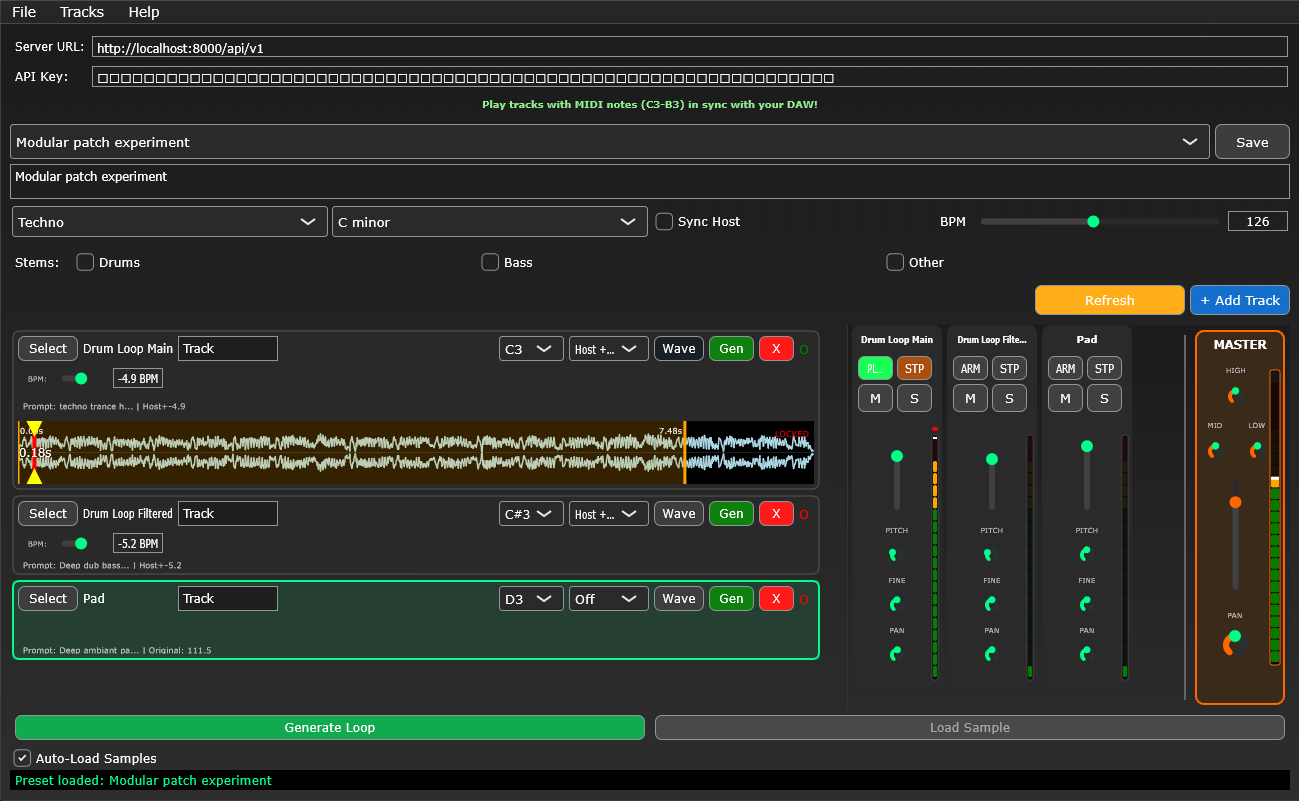 File Tracks Help
Server URL: http://localhost:8000/api/v1
API Key:
Play tracks with MIDI notes (C3-B3) in sync with your DAW!
Modular patch experiment Save
Modular patch experiment
Techno C minor Sync Host BPM 126
Stems: Drums Bass Other
Refresh + Add Track
Select Drum Loop Main Track C3 Host +... Wave Gen X O
BPM: -4.9 BPM
Prompt: techno trance h... | Host+-4.9
7.48s LOCKED
0.18s
Select Drum Loop Filtered Track C#3 Host +... Wave Gen X O
BPM: -5.2 BPM
Prompt: Deep dub bass... | Host+-5.2
Select Pad Track D3 Off Wave Gen X O
Prompt: Deep ambiant pa... | Original: 111.5
Drum Loop Main Drum Loop Filte... Pad
PL... STP ARM STP ARM STP
M S M S M S
PITCH PITCH PITCH
FINE FINE FINE
PAN PAN PAN
MASTER
HIGH
MID LOW
PAN
Generate Loop Load Sample
Auto-Load Samples
Preset loaded: Modular patch experiment